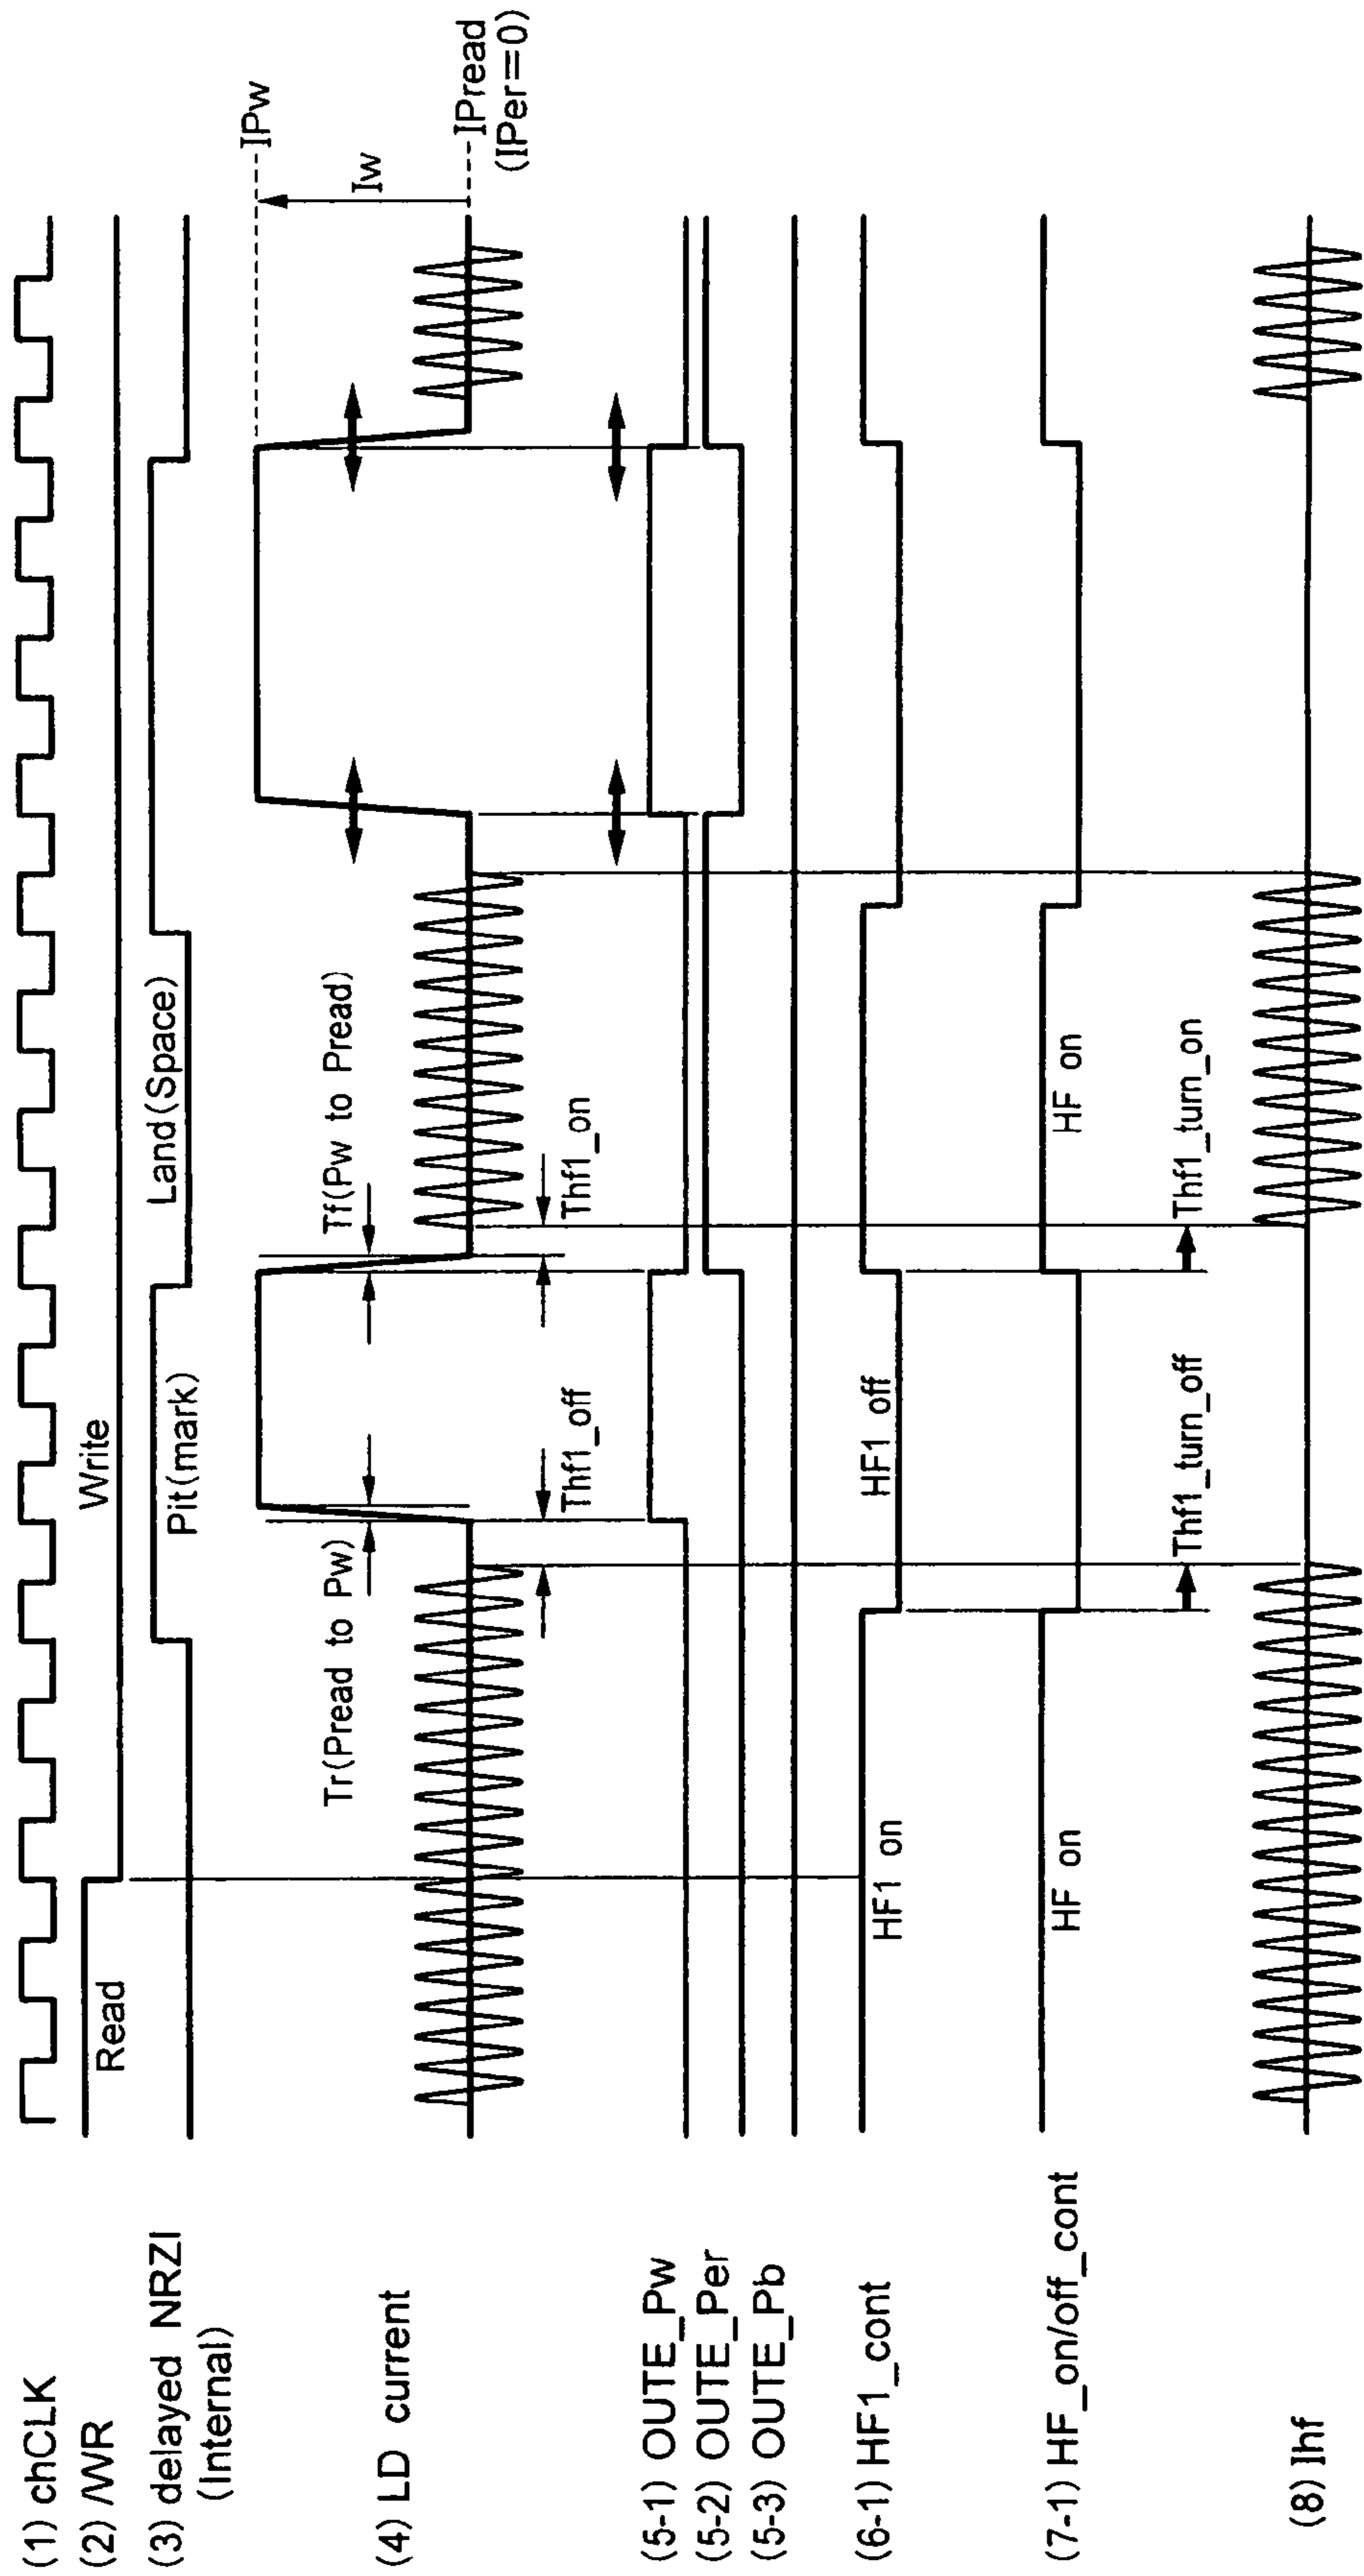 (1) chCLK
(2) /WR
Read
Write
(3) delayed NRZI
(Internal)
Pit(mark)
Land(Space)
(4) LD current
Tr(Pread to Pw)
Tf(Pw to Pread)
Thf1_off
Thf1_on
IPw
Iw
IPread
(IPer=0)
(5-1) OUTE_Pw
(5-2) OUTE_Per
(5-3) OUTE_Pb
(6-1) HF1_cont
HF1 on
HF1 off
(7-1) HF_on/off_cont
HF on
HF on
Thf1_turn_off
Thf1_turn_on
(8) Ihf